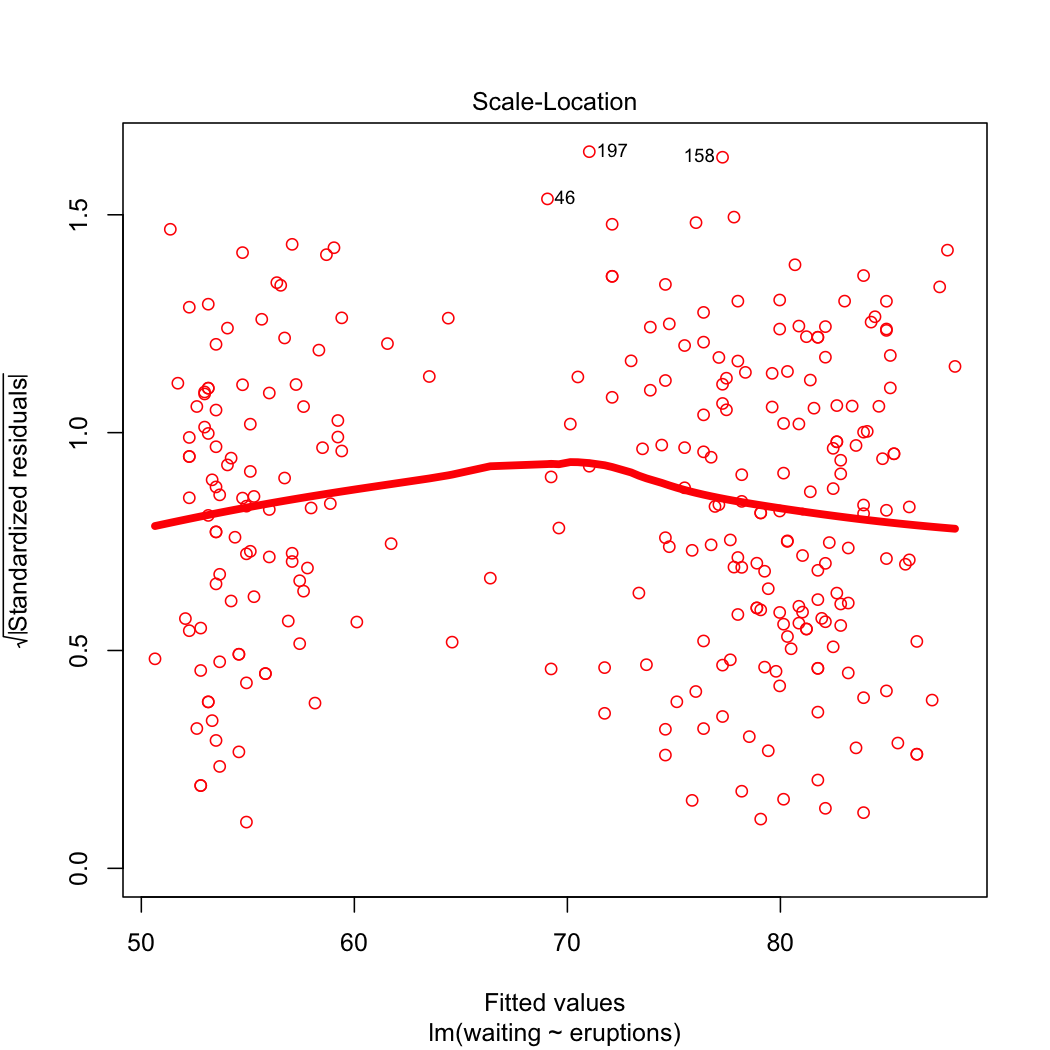 Scale-Location
√|Standardized residuals|
1.5
1.0
0.5
0.0
197
158
46
50 60 70 80
Fitted values
lm(waiting ~ eruptions)